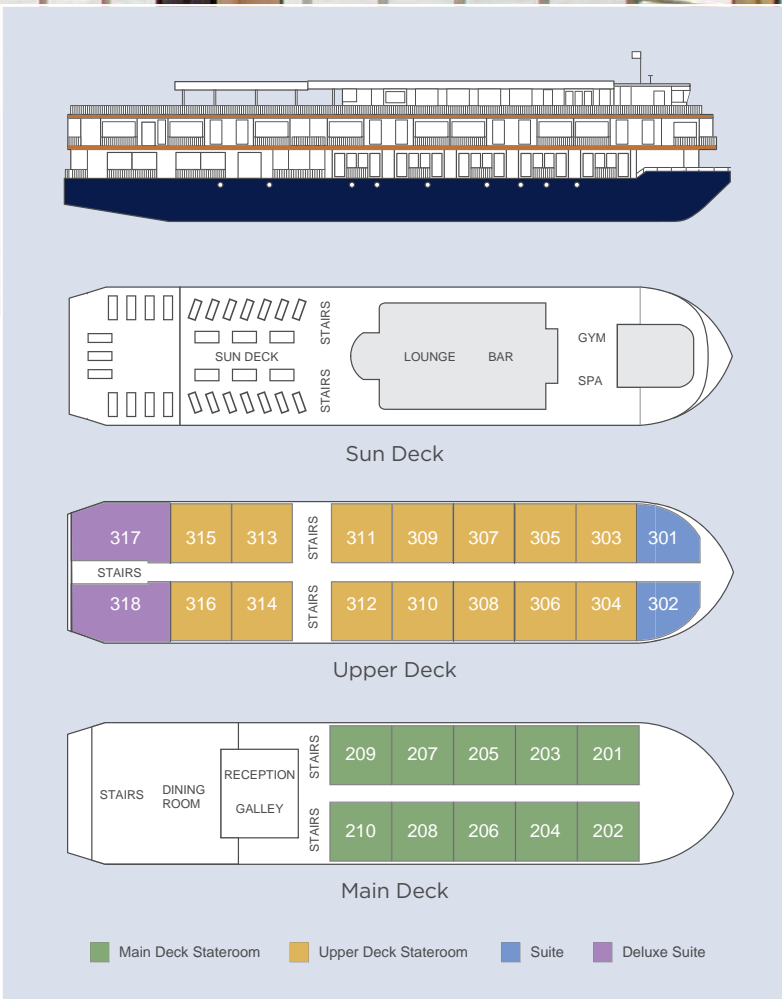 STAIRS
GYM
SUN DECK
LOUNGE BAR
SPA
STAIRS
Sun Deck
317 315 313 STAIRS 311 309 307 305 303 301
STAIRS
318 316 314 STAIRS 312 310 308 306 304 302
Upper Deck
STAIRS 209 207 205 203 201
RECEPTION
STAIRS
DINING
ROOM
GALLEY
STAIRS 210 208 206 204 202
Main Deck
Main Deck Stateroom Upper Deck Stateroom Suite Deluxe Suite